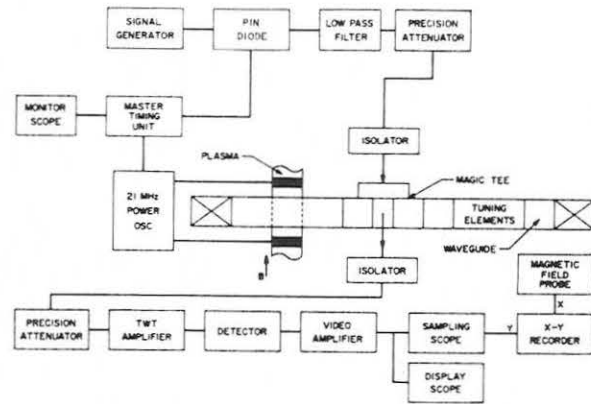 SIGNAL
GENERATOR
PIN
DIODE
LOW PASS
FILTER
PRECISION
ATTENUATOR
MONITOR
SCOPE
MASTER
TIMING
UNIT
ISOLATOR
PLASMA
MAGIC TEE
21 MHz
POWER
OSC
TUNING
ELEMENTS
WAVEGUIDE
B
ISOLATOR
MAGNETIC
FIELD
PROBE
X
PRECISION
ATTENUATOR
TWT
AMPLIFIER
DETECTOR
VIDEO
AMPLIFIER
SAMPLING
SCOPE
Y
X-Y
RECORDER
DISPLAY
SCOPE